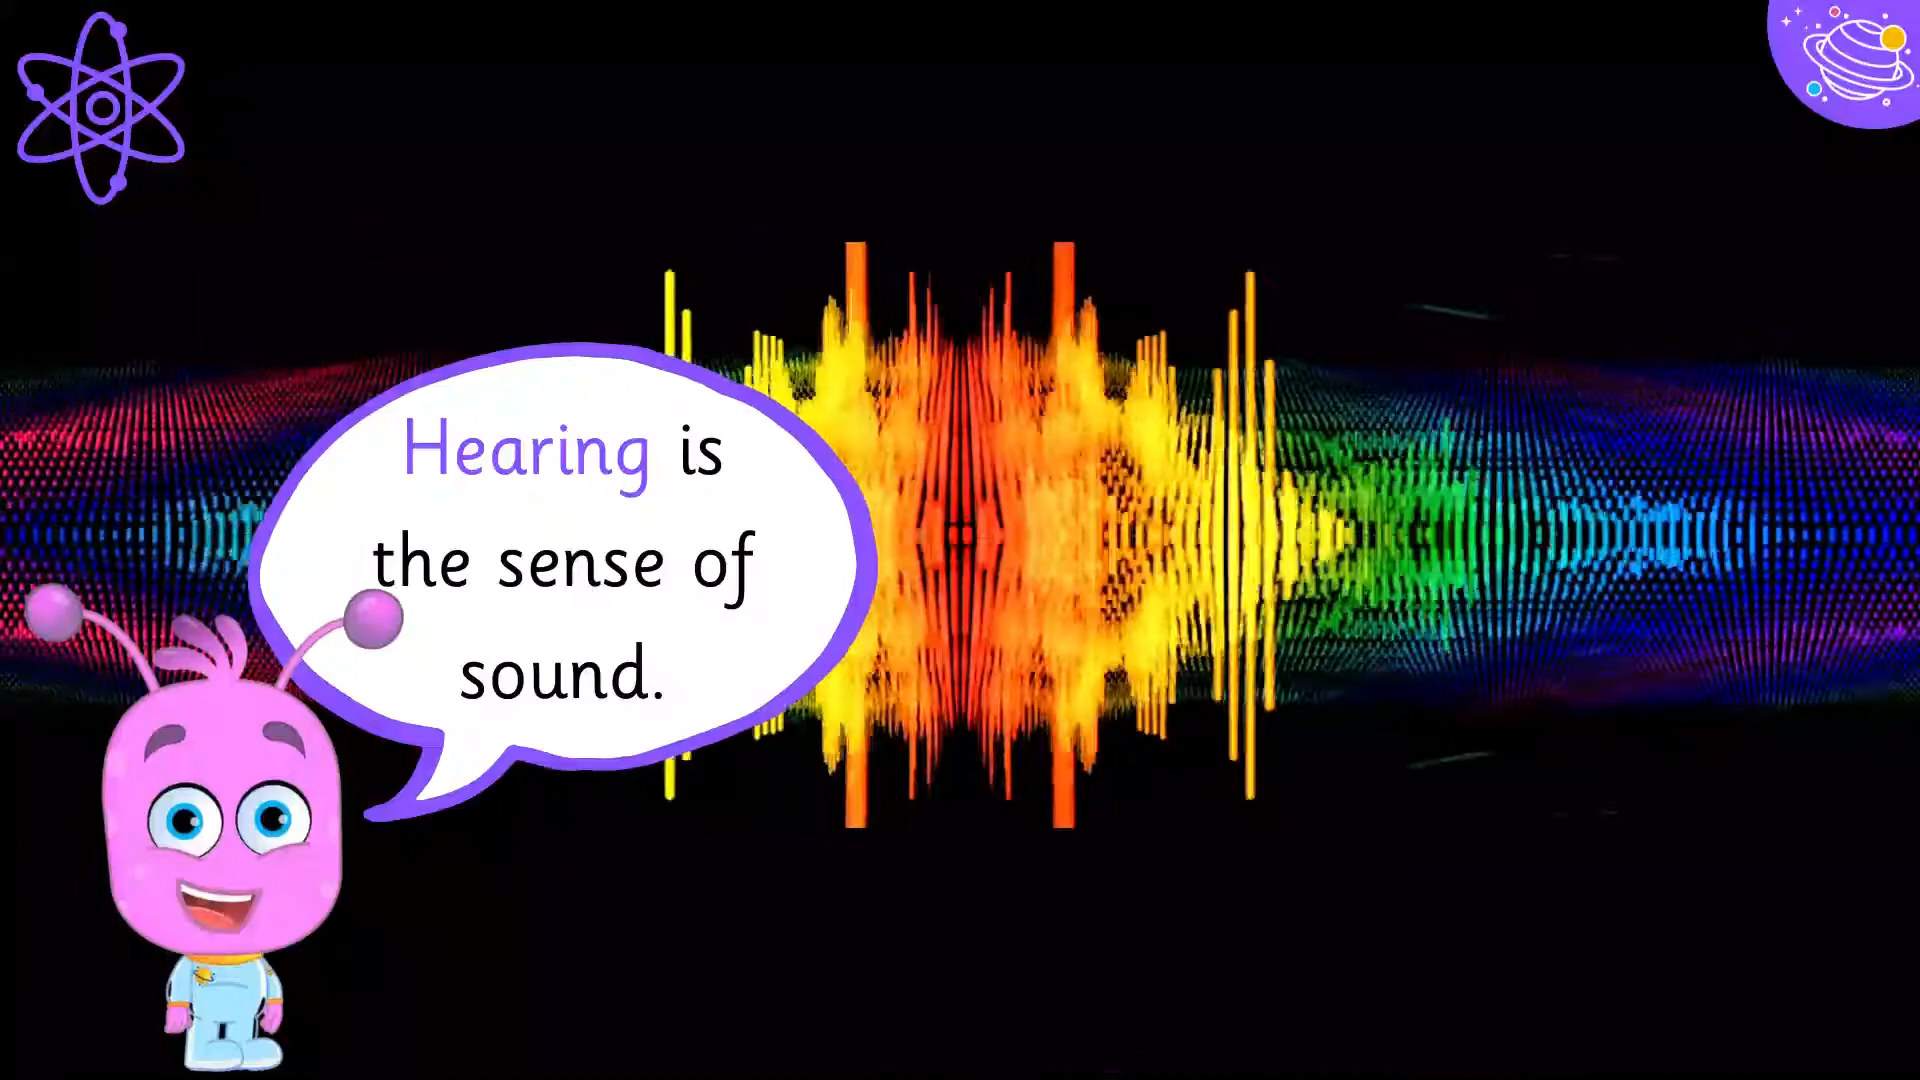 Hearing is
the sense of
sound.